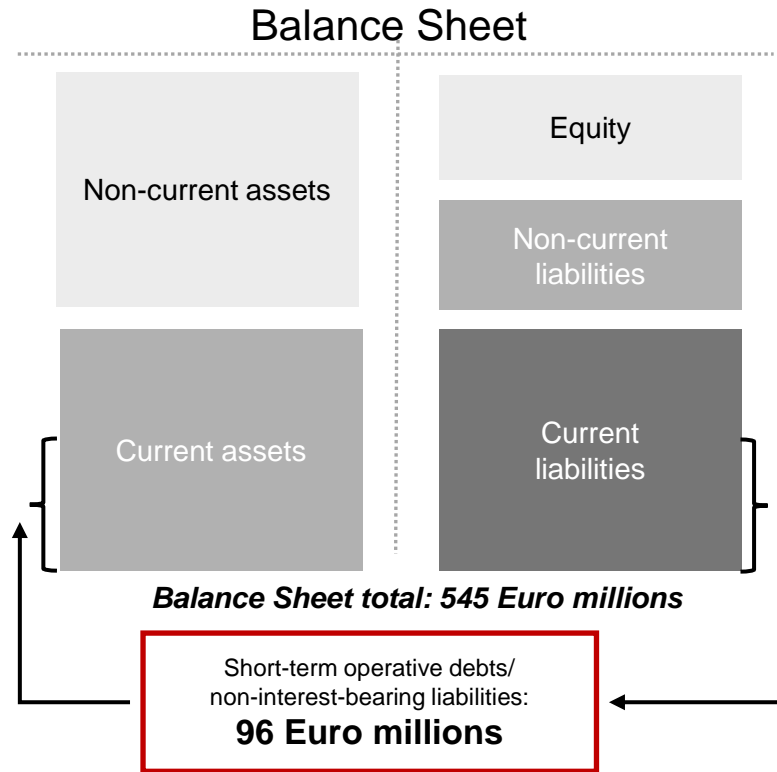 Balance Sheet
Non-current assets
Equity
Non-current
liabilities
Current assets
Current
liabilities
Balance Sheet total: 545 Euro millions
Short-term operative debts/
non-interest-bearing liabilities:
96 Euro millions